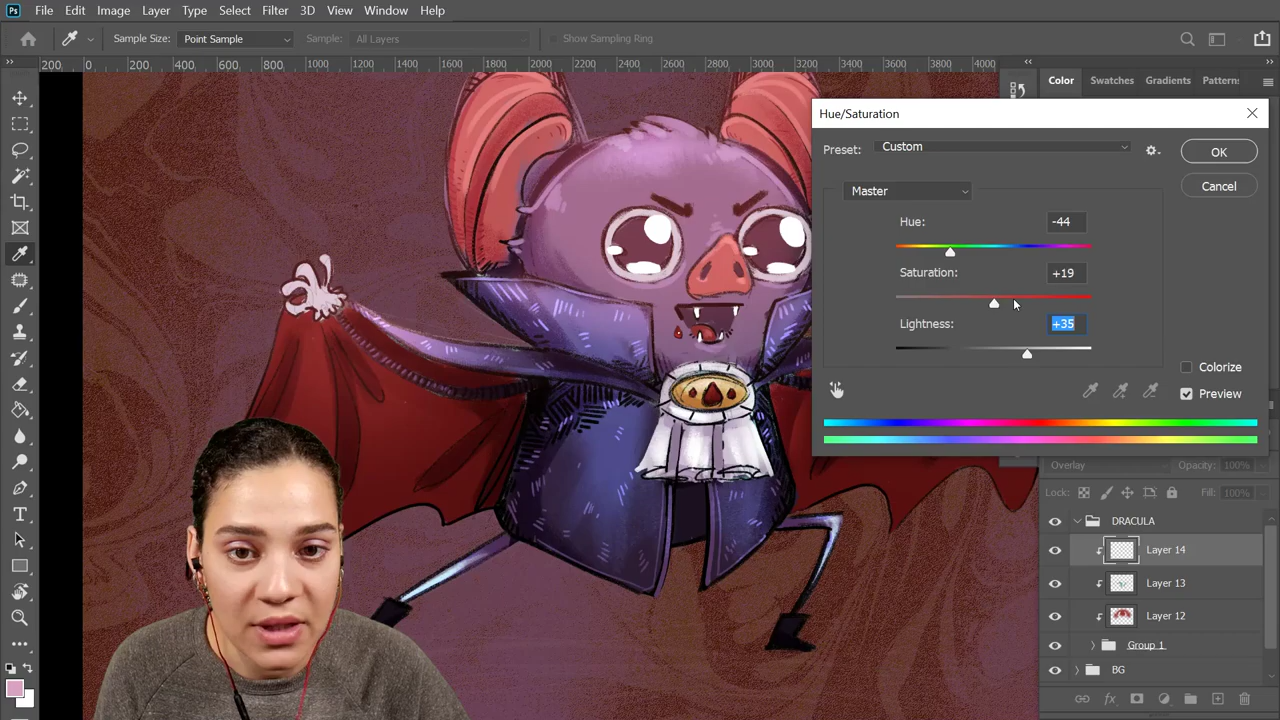 Ps File Edit Image Layer Type Select Filter 3D View Window Help
Sample Size: Point Sample Sample: All Layers Show Sampling Ring
200 0 200 400 600 800 1000 1200 1400 1600 1800 2000 2200 2400 2600 2800 3000 3200 3400 3600 3800 4000
Color Swatches Gradients Patterns
Hue/Saturation
Preset: Custom
OK
Master
Cancel
Hue: -44
Saturation: +19
Lightness: +35
Colorize
Preview
Overlay Opacity: 100%
Lock: Fill: 100%
DRACULA
Layer 14
Layer 13
Layer 12
Group 1
BG
fx